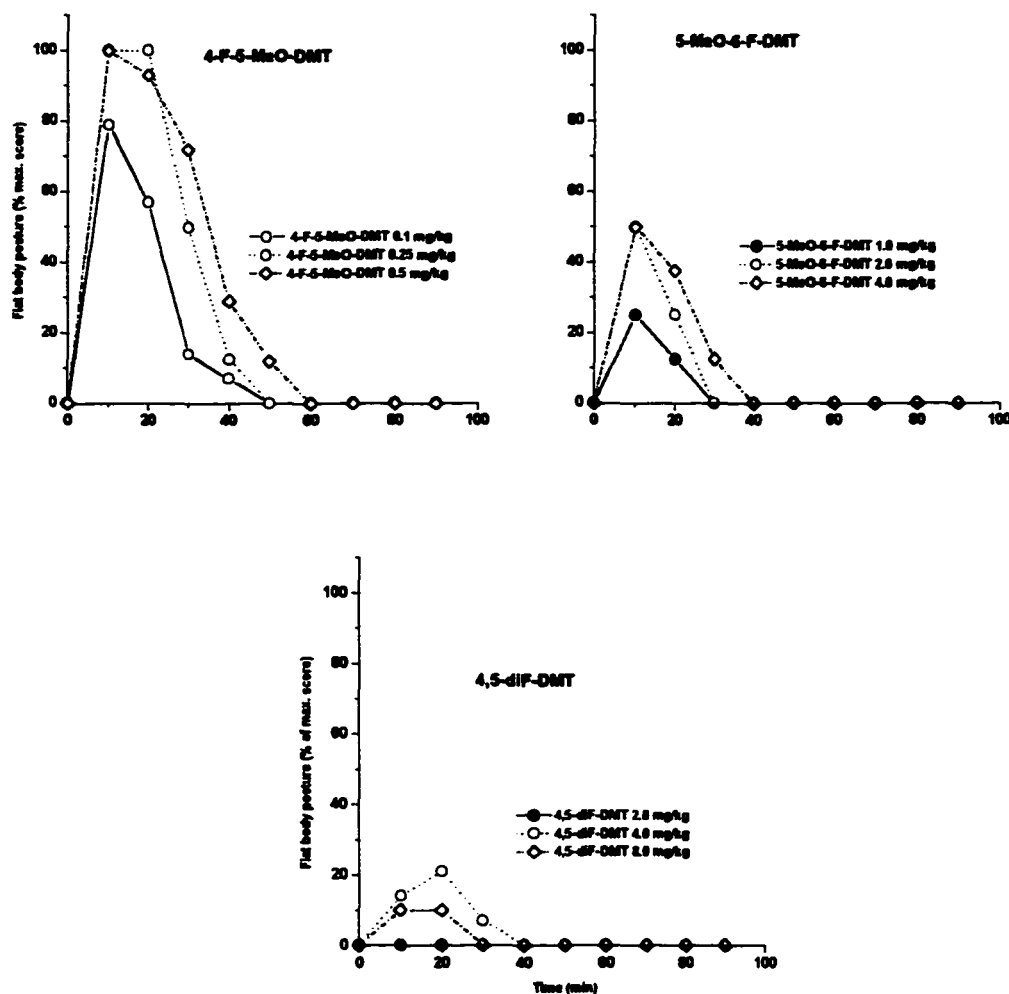 4-F-5-MeO-DMT
Flat body posture (% max. score)
100
80
60
40
20
0
4-F-5-MeO-DMT 0.1 mg/kg
4-F-5-MeO-DMT 0.25 mg/kg
4-F-5-MeO-DMT 0.5 mg/kg
0 20 40 60 80 100
5-MeO-6-F-DMT
100
80
60
40
20
0
5-MeO-6-F-DMT 1.0 mg/kg
5-MeO-6-F-DMT 2.0 mg/kg
5-MeO-6-F-DMT 4.0 mg/kg
0 20 40 60 80 100
4,5-diF-DMT
Flat body posture (% of max. score)
100
80
60
40
20
0
4,5-diF-DMT 2.0 mg/kg
4,5-diF-DMT 4.0 mg/kg
4,5-diF-DMT 8.0 mg/kg
0 20 40 60 80 100
Time (min)